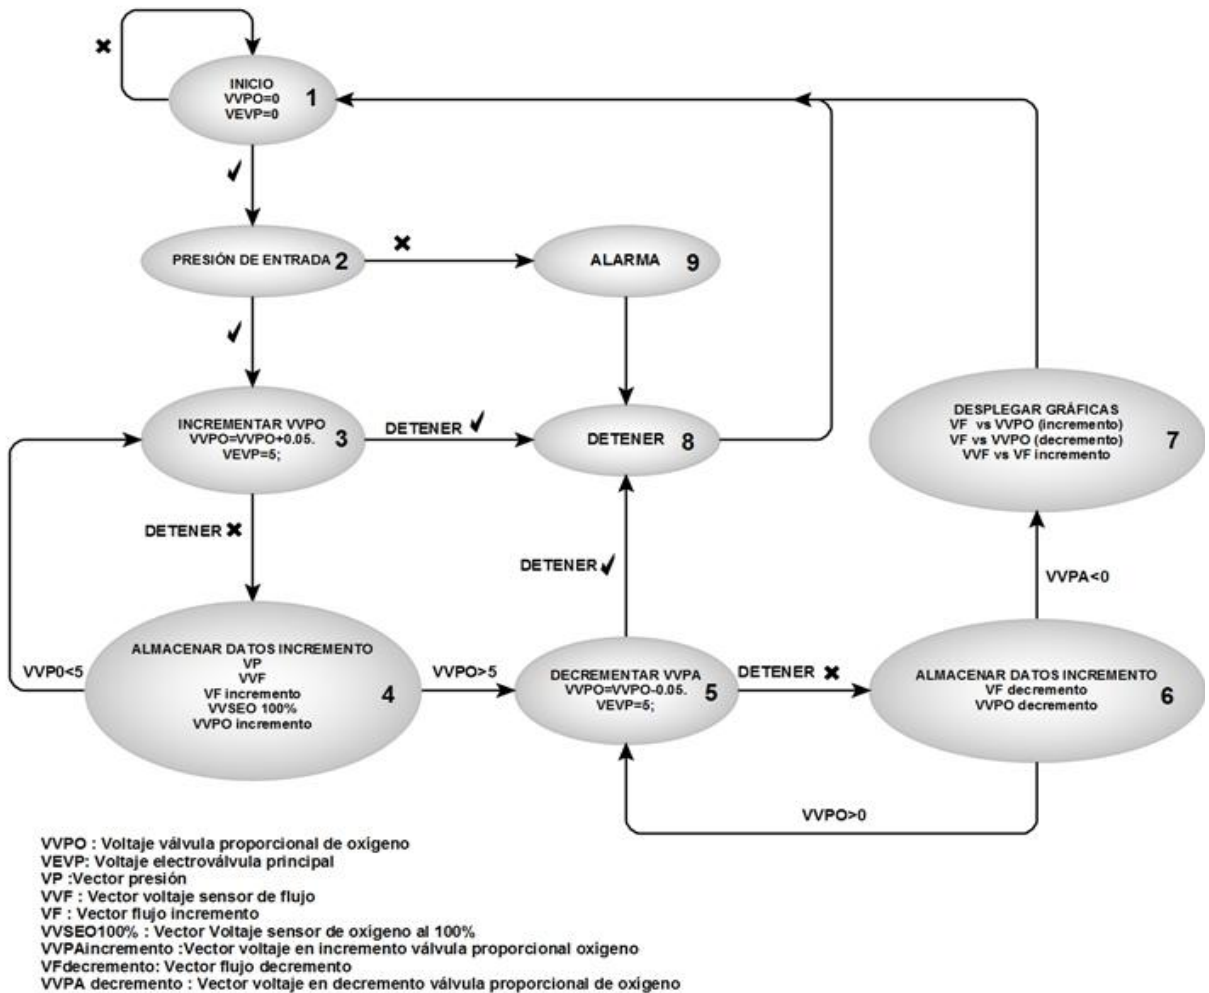 INICIO
VVPO=0
VEVP=0
1
PRESIÓN DE ENTRADA
2
ALARMA
9
INCREMENTAR VVPO
VVPO=VVPO+0.05.
VEVP=5;
3
DETENER
DETENER
8
DESPLEGAR GRÁFICAS
VF vs VVPO (incremento)
VF vs VVPO (decremento)
VVF vs VF incremento
7
DETENER
DETENER
VVPA<0
VVP0<5
ALMACENAR DATOS INCREMENTO
VP
VVF
VF incremento
VVSEO 100%
VVPO incremento
4
VVPO>5
DECREMENTAR VVPA
VVPO=VVPO-0.05.
VEVP=5;
5
DETENER
ALMACENAR DATOS INCREMENTO
VF decremento
VVPO decremento
6
VVPO>0
VVPO : Voltaje válvula proporcional de oxígeno
VEVP: Voltaje electroválvula principal
VP :Vector presión
VVF : Vector voltaje sensor de flujo
VF : Vector flujo incremento
VVSEO100% : Vector Voltaje sensor de oxígeno al 100%
VVPAincremento :Vector voltaje en incremento válvula proporcional oxígeno
VFdecremento: Vector flujo decremento
VVPA decremento : Vector voltaje en decremento válvula proporcional de oxígeno